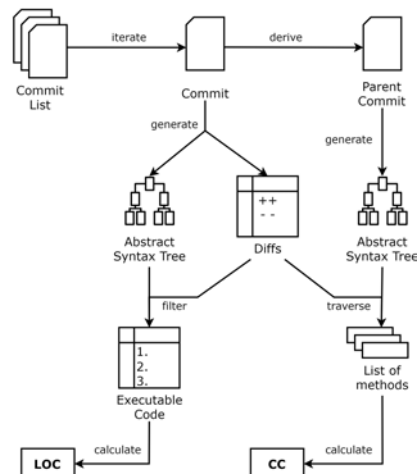 iterate
derive
Commit
List
Commit
Parent
Commit
generate
generate
++
--
Abstract
Syntax Tree
Diffs
Abstract
Syntax Tree
filter
traverse
1.
2.
3.
Executable
Code
List of
methods
calculate
calculate
LOC
CC